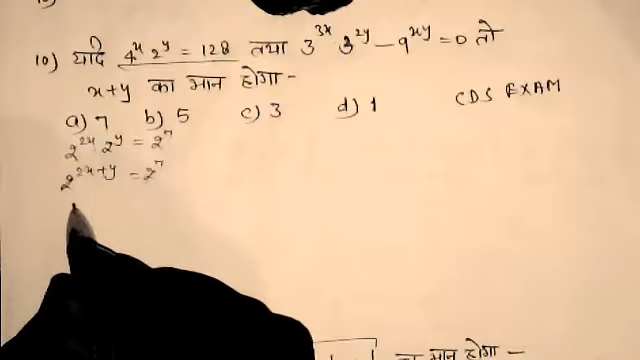 10) यदि 4^x 2^y = 128 तथा 3^3x 3^2y - 9^xy = 0 तो
x+y का मान होगा -
a) 7 b) 5 c) 3 d) 1 CDS EXAM
2^2x 2^y = 2^7
2^2x+y = 2^7
का मान होगा -